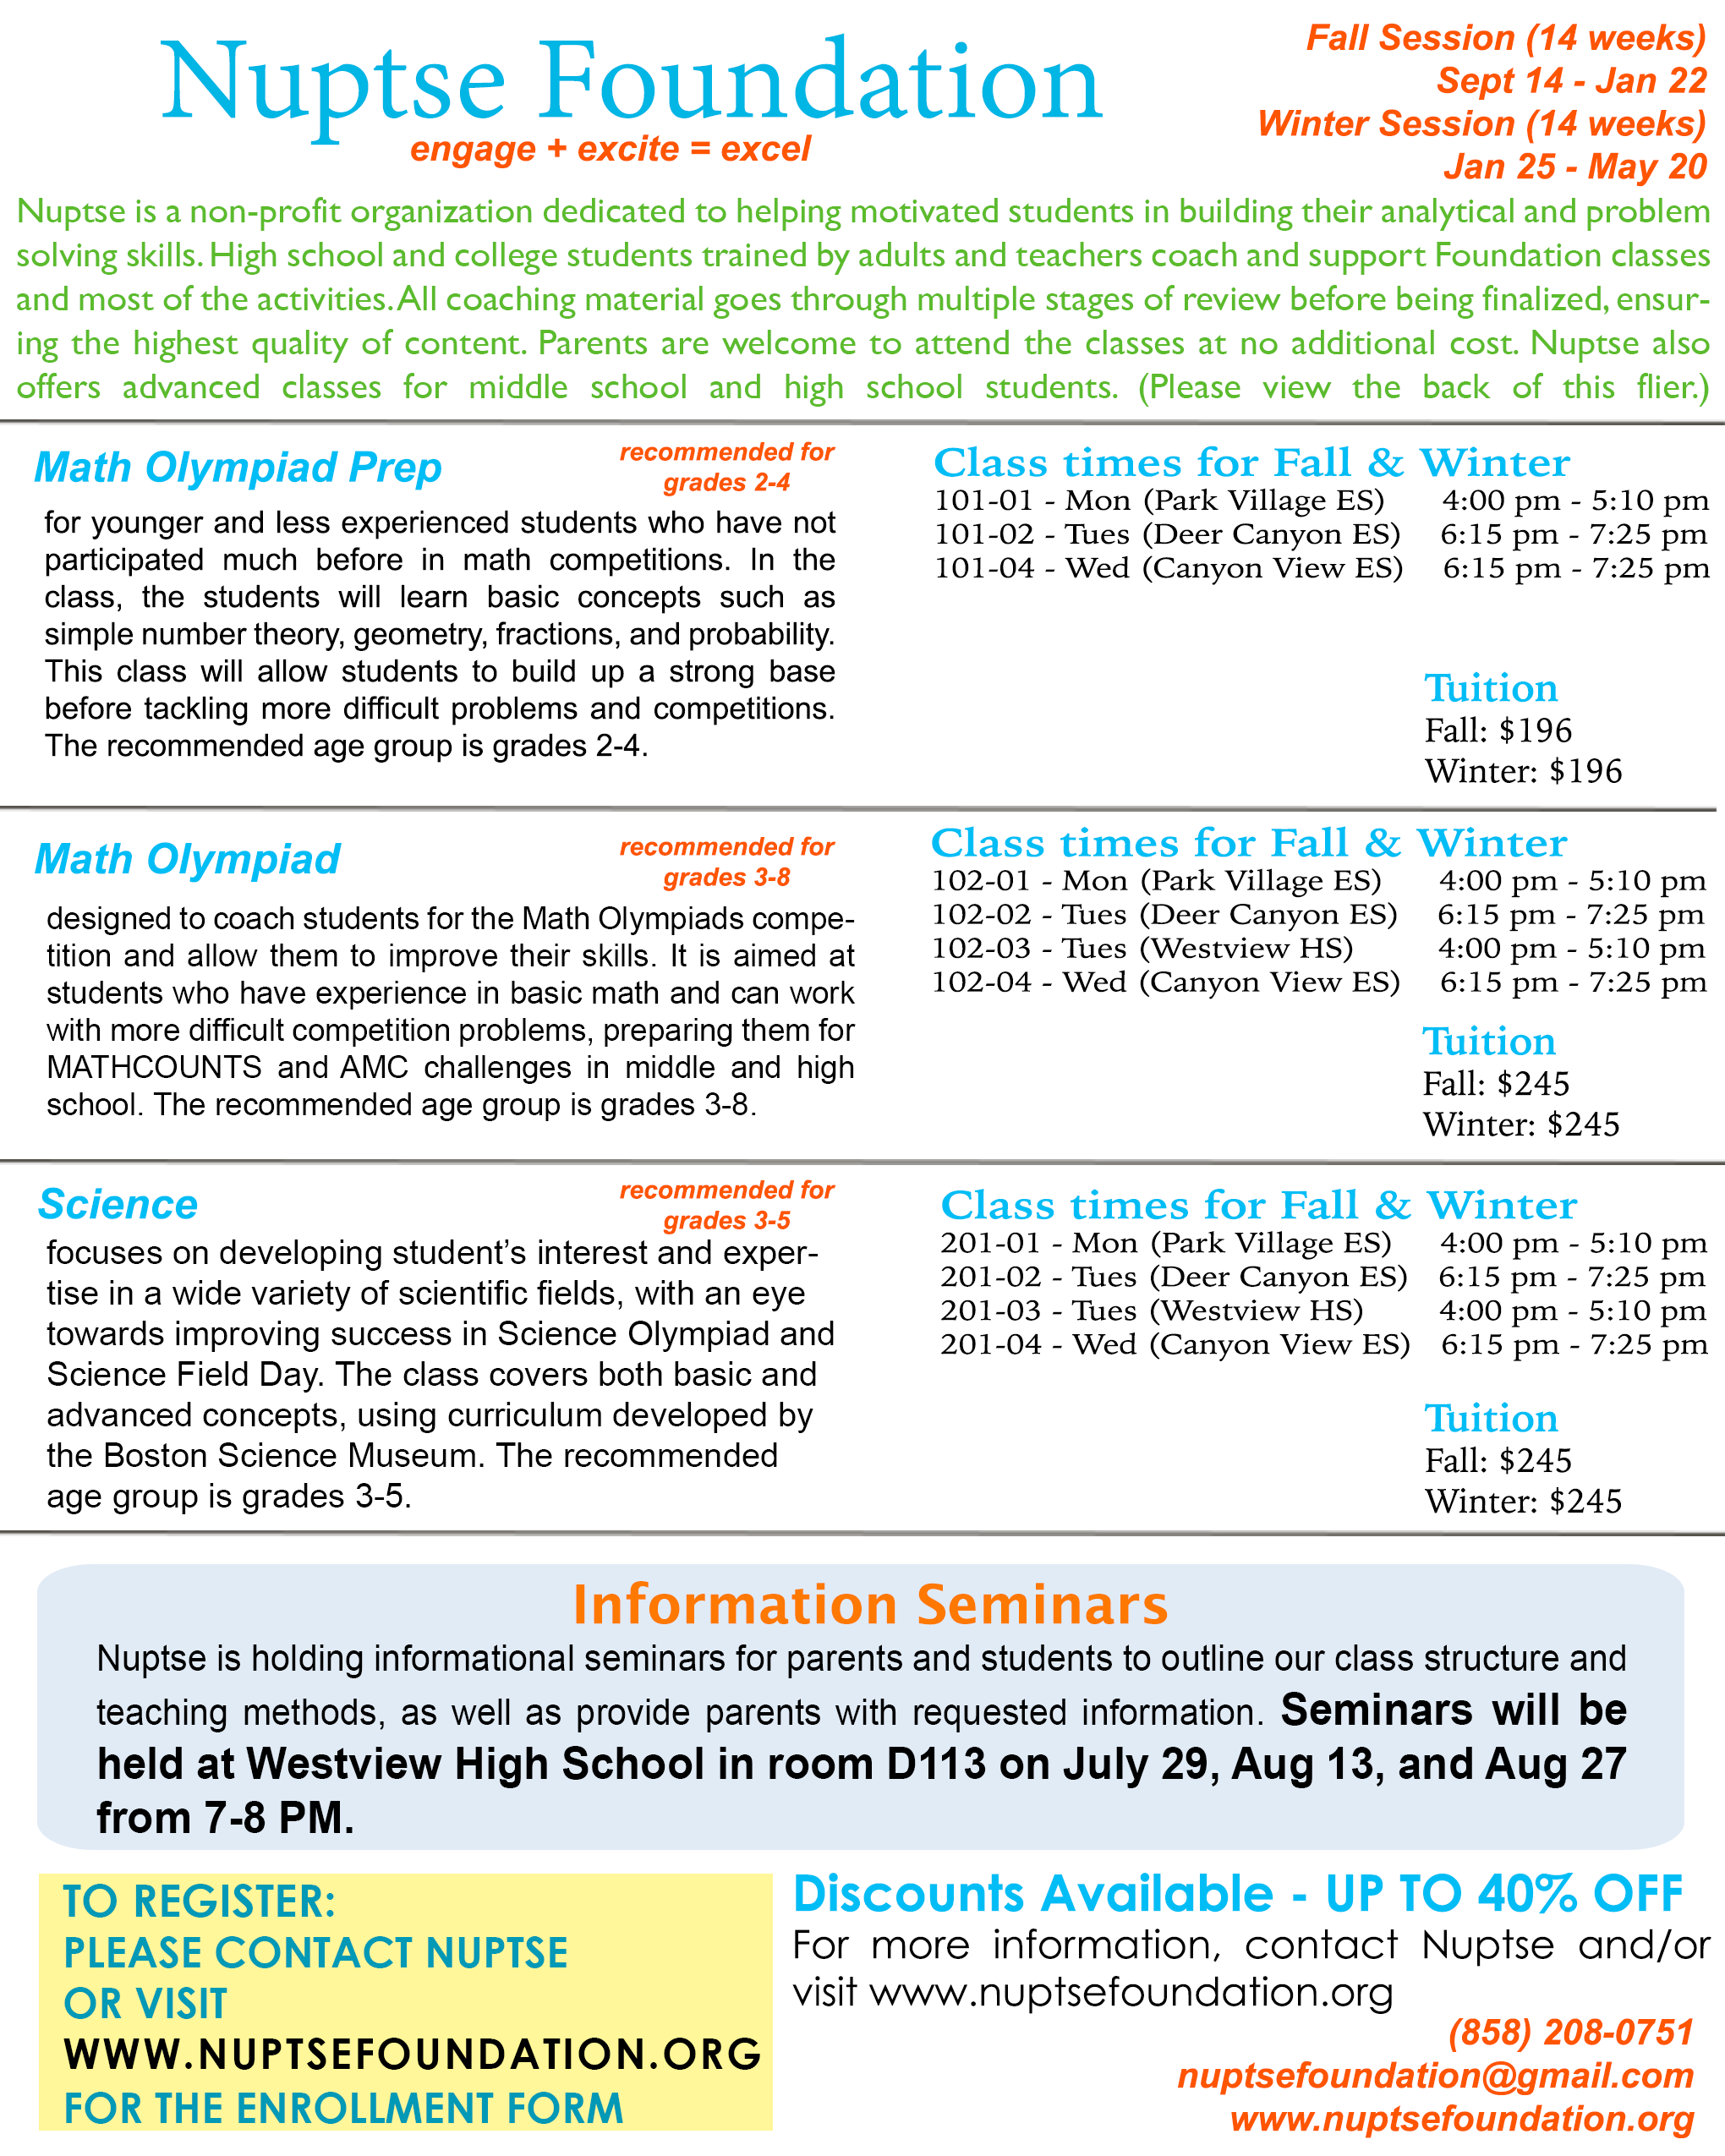 Nuptse Foundation
engage + excite = excel
Fall Session (14 weeks)
Sept 14 - Jan 22
Winter Session (14 weeks)
Jan 25 - May 20
Nuptse is a non-profit organization dedicated to helping motivated students in building their analytical and problem
solving skills. High school and college students trained by adults and teachers coach and support Foundation classes
and most of the activities. All coaching material goes through multiple stages of review before being finalized, ensur-
ing the highest quality of content. Parents are welcome to attend the classes at no additional cost. Nuptse also
offers advanced classes for middle school and high school students. (Please view the back of this flier.)
Math Olympiad Prep
recommended for
grades 2-4
for younger and less experienced students who have not
participated much before in math competitions. In the
class, the students will learn basic concepts such as
simple number theory, geometry, fractions, and probability.
This class will allow students to build up a strong base
before tackling more difficult problems and competitions.
The recommended age group is grades 2-4.
Class times for Fall & Winter
101-01 - Mon (Park Village ES) 4:00 pm - 5:10 pm
101-02 - Tues (Deer Canyon ES) 6:15 pm - 7:25 pm
101-04 - Wed (Canyon View ES) 6:15 pm - 7:25 pm
Tuition
Fall: $196
Winter: $196
Math Olympiad
recommended for
grades 3-8
designed to coach students for the Math Olympiads compe-
tition and allow them to improve their skills. It is aimed at
students who have experience in basic math and can work
with more difficult competition problems, preparing them for
MATHCOUNTS and AMC challenges in middle and high
school. The recommended age group is grades 3-8.
Class times for Fall & Winter
102-01 - Mon (Park Village ES) 4:00 pm - 5:10 pm
102-02 - Tues (Deer Canyon ES) 6:15 pm - 7:25 pm
102-03 - Tues (Westview HS) 4:00 pm - 5:10 pm
102-04 - Wed (Canyon View ES) 6:15 pm - 7:25 pm
Tuition
Fall: $245
Winter: $245
Science
recommended for
grades 3-5
focuses on developing student’s interest and exper-
tise in a wide variety of scientific fields, with an eye
towards improving success in Science Olympiad and
Science Field Day. The class covers both basic and
advanced concepts, using curriculum developed by
the Boston Science Museum. The recommended
age group is grades 3-5.
Class times for Fall & Winter
201-01 - Mon (Park Village ES) 4:00 pm - 5:10 pm
201-02 - Tues (Deer Canyon ES) 6:15 pm - 7:25 pm
201-03 - Tues (Westview HS) 4:00 pm - 5:10 pm
201-04 - Wed (Canyon View ES) 6:15 pm - 7:25 pm
Tuition
Fall: $245
Winter: $245
Information Seminars
Nuptse is holding informational seminars for parents and students to outline our class structure and
teaching methods, as well as provide parents with requested information. Seminars will be
held at Westview High School in room D113 on July 29, Aug 13, and Aug 27
from 7-8 PM.
TO REGISTER:
PLEASE CONTACT NUPTSE
OR VISIT
WWW.NUPTSEFOUNDATION.ORG
FOR THE ENROLLMENT FORM
Discounts Available - UP TO 40% OFF
For more information, contact Nuptse and/or
visit www.nuptsefoundation.org
(858) 208-0751
nuptsefoundation@gmail.com
www.nuptsefoundation.org